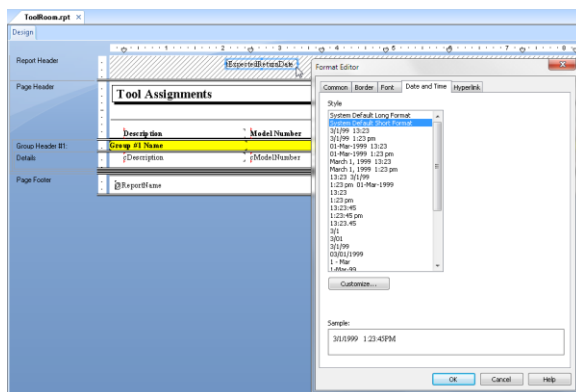 ToolRoom.rpt
Design
Report Header
ExpectedReturnDate
Page Header
Tool Assignments
Description
Model Number
Group Header #1:
Group #1 Name
Details
Description
ModelNumber
Page Footer
@ReportName
Format Editor
Common
Border
Font
Date and Time
Hyperlink
Style
System Default Long Format
System Default Short Format
3/1/99 13:23
3/1/99 1:23 pm
01-Mar-1999 13:23
01-Mar-1999 1:23 pm
March 1, 1999 13:23
March 1, 1999 1:23 pm
13:23 3/1/99
1:23 pm 01-Mar-1999
13:23
1:23 pm
13:23:45
1:23:45 pm
13:23.45
3/1
3/01
3/1/99
03/01/1999
1 - Mar
1-Mar-99
Customize...
Sample:
3/1/1999 1:23:45PM
OK
Cancel
Help